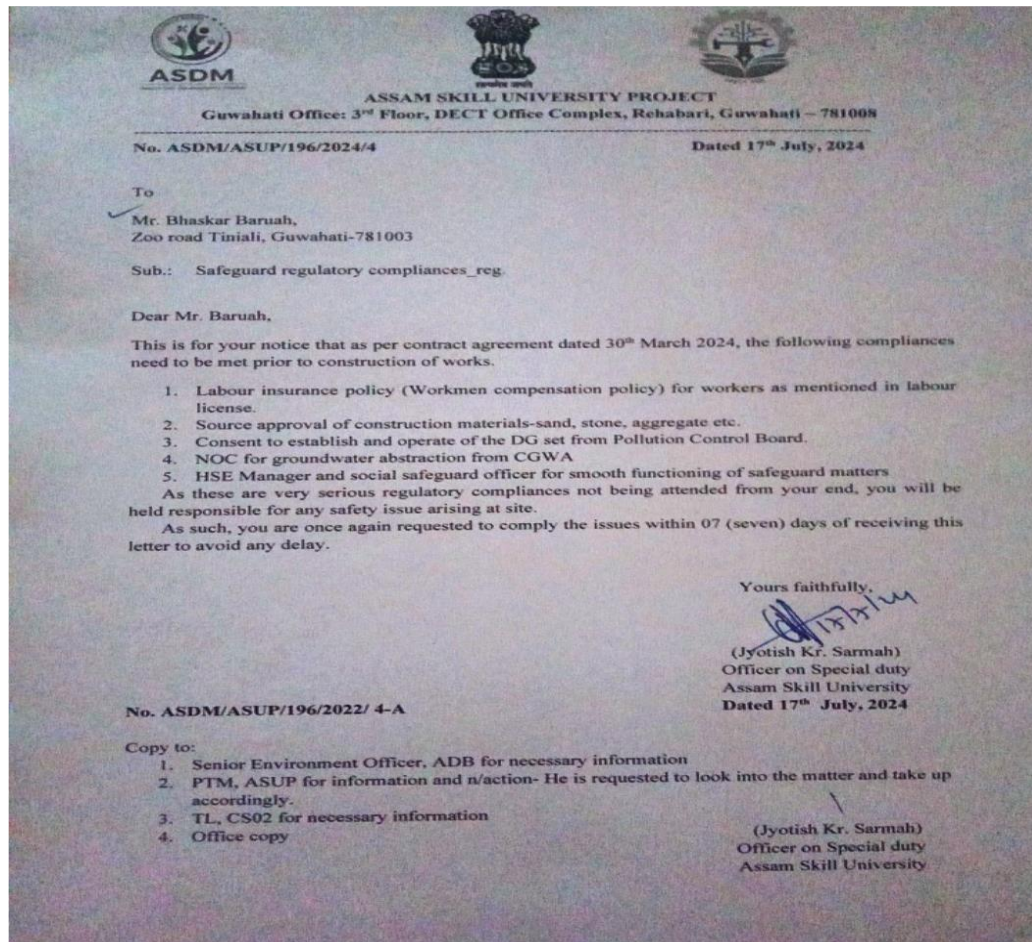 ASDM
ASSAM SKILL UNIVERSITY PROJECT
Guwahati Office: 3rd Floor, DECT Office Complex, Rehabari, Guwahati – 781008
No. ASDM/ASUP/196/2024/4 Dated 17th July, 2024
To
Mr. Bhaskar Baruah,
Zoo road Tiniali, Guwahati-781003
Sub.: Safeguard regulatory compliances_reg.
Dear Mr. Baruah,
This is for your notice that as per contract agreement dated 30th March 2024, the following compliances
need to be met prior to construction of works.
1. Labour insurance policy (Workmen compensation policy) for workers as mentioned in labour
license.
2. Source approval of construction materials-sand, stone, aggregate etc.
3. Consent to establish and operate of the DG set from Pollution Control Board.
4. NOC for groundwater abstraction from CGWA
5. HSE Manager and social safeguard officer for smooth functioning of safeguard matters
As these are very serious regulatory compliances not being attended from your end, you will be
held responsible for any safety issue arising at site.
As such, you are once again requested to comply the issues within 07 (seven) days of receiving this
letter to avoid any delay.
Yours faithfully,
(Jyotish Kr. Sarmah)
Officer on Special duty
Assam Skill University
No. ASDM/ASUP/196/2022/ 4-A Dated 17th July, 2024
Copy to:
1. Senior Environment Officer, ADB for necessary information
2. PTM, ASUP for information and n/action- He is requested to look into the matter and take up
accordingly.
3. TL, CS02 for necessary information
4. Office copy
(Jyotish Kr. Sarmah)
Officer on Special duty
Assam Skill University